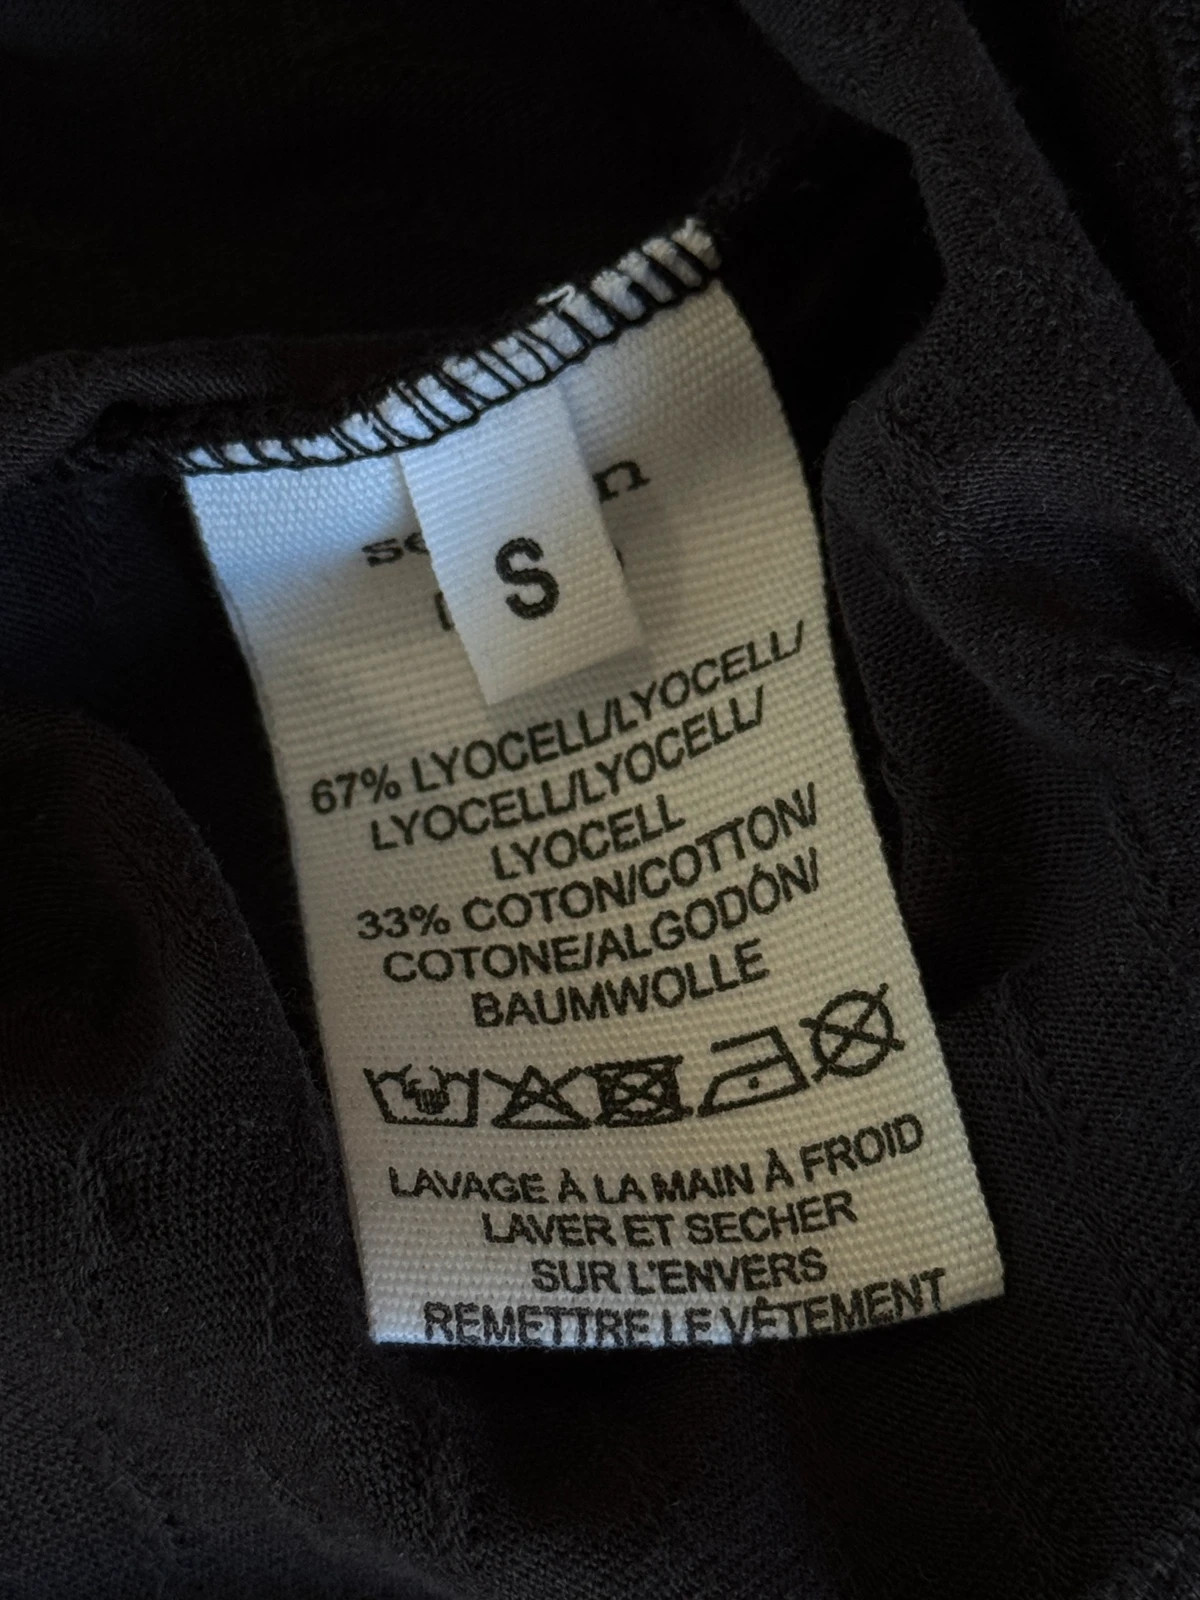 S
67% LYOCELL/LYOCELL/
LYOCELL/LYOCELL/
LYOCELL
33% COTON/COTTON/
COTONE/ALGODÓN/
BAUMWOLLE
LAVAGE À LA MAIN À FROID
LAVER ET SECHER
SUR L'ENVERS
REMETTRE LE VÊTEMENT